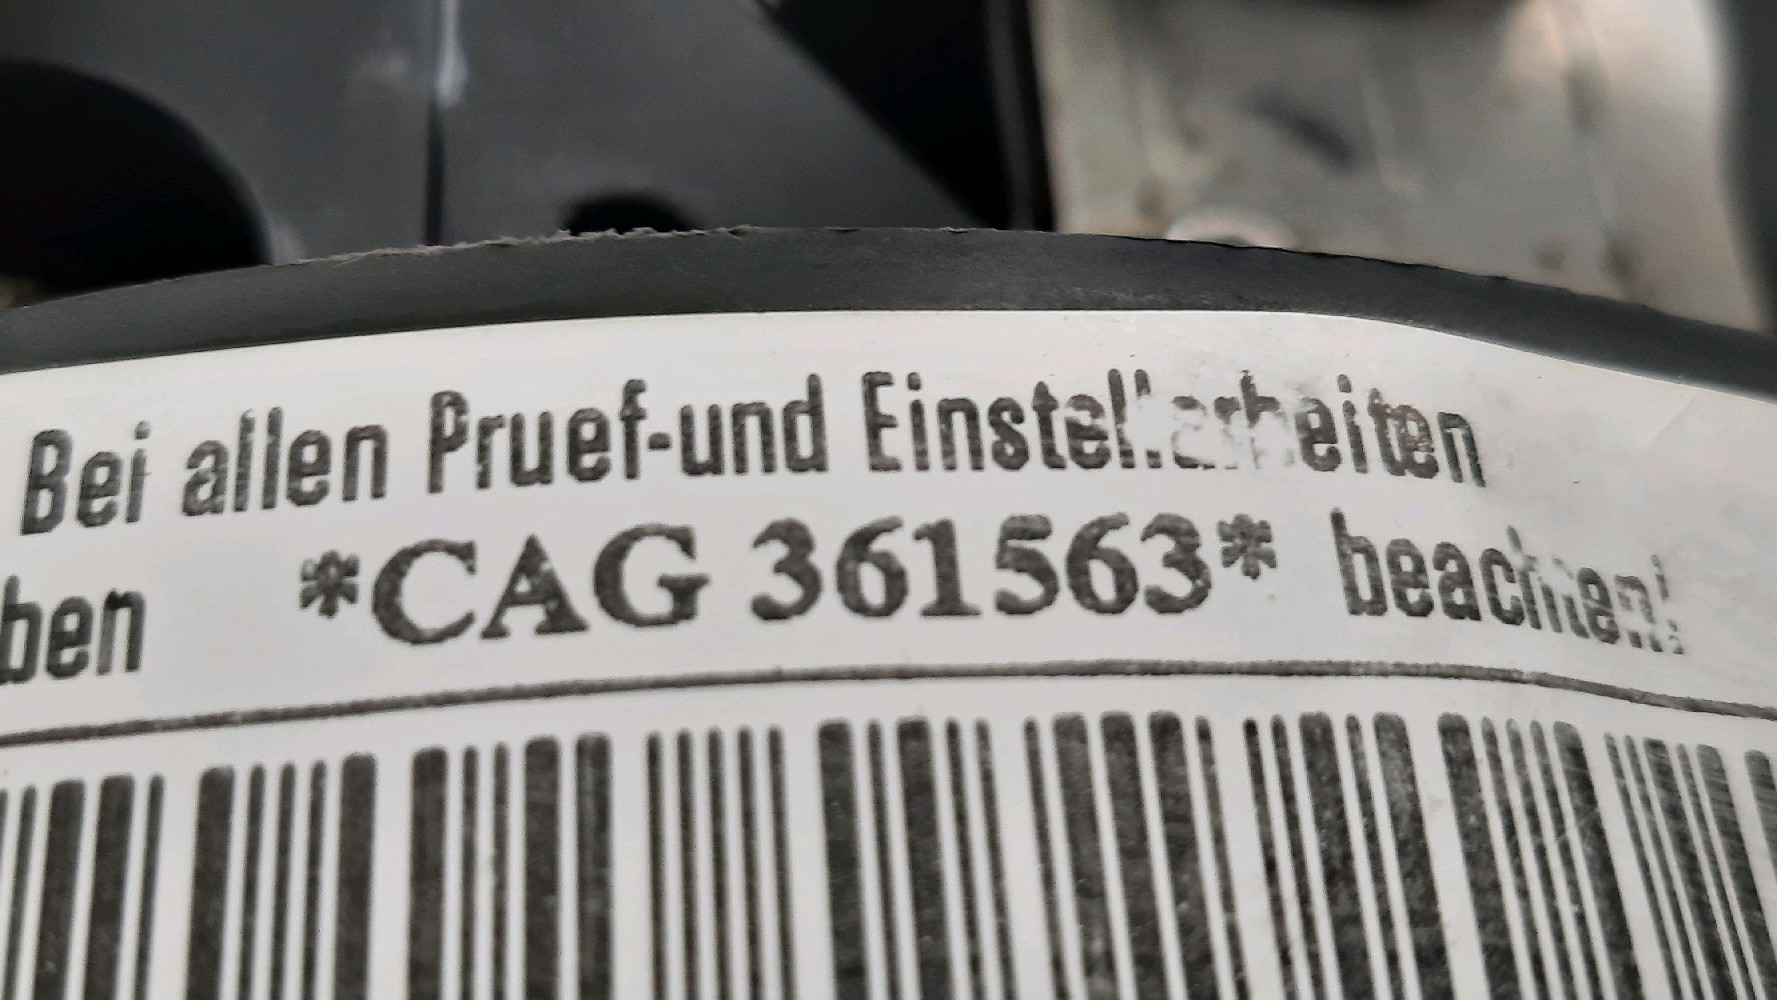 Bei allen Pruef-und Einstellarbeiten
ben *CAG 361563* beachten!